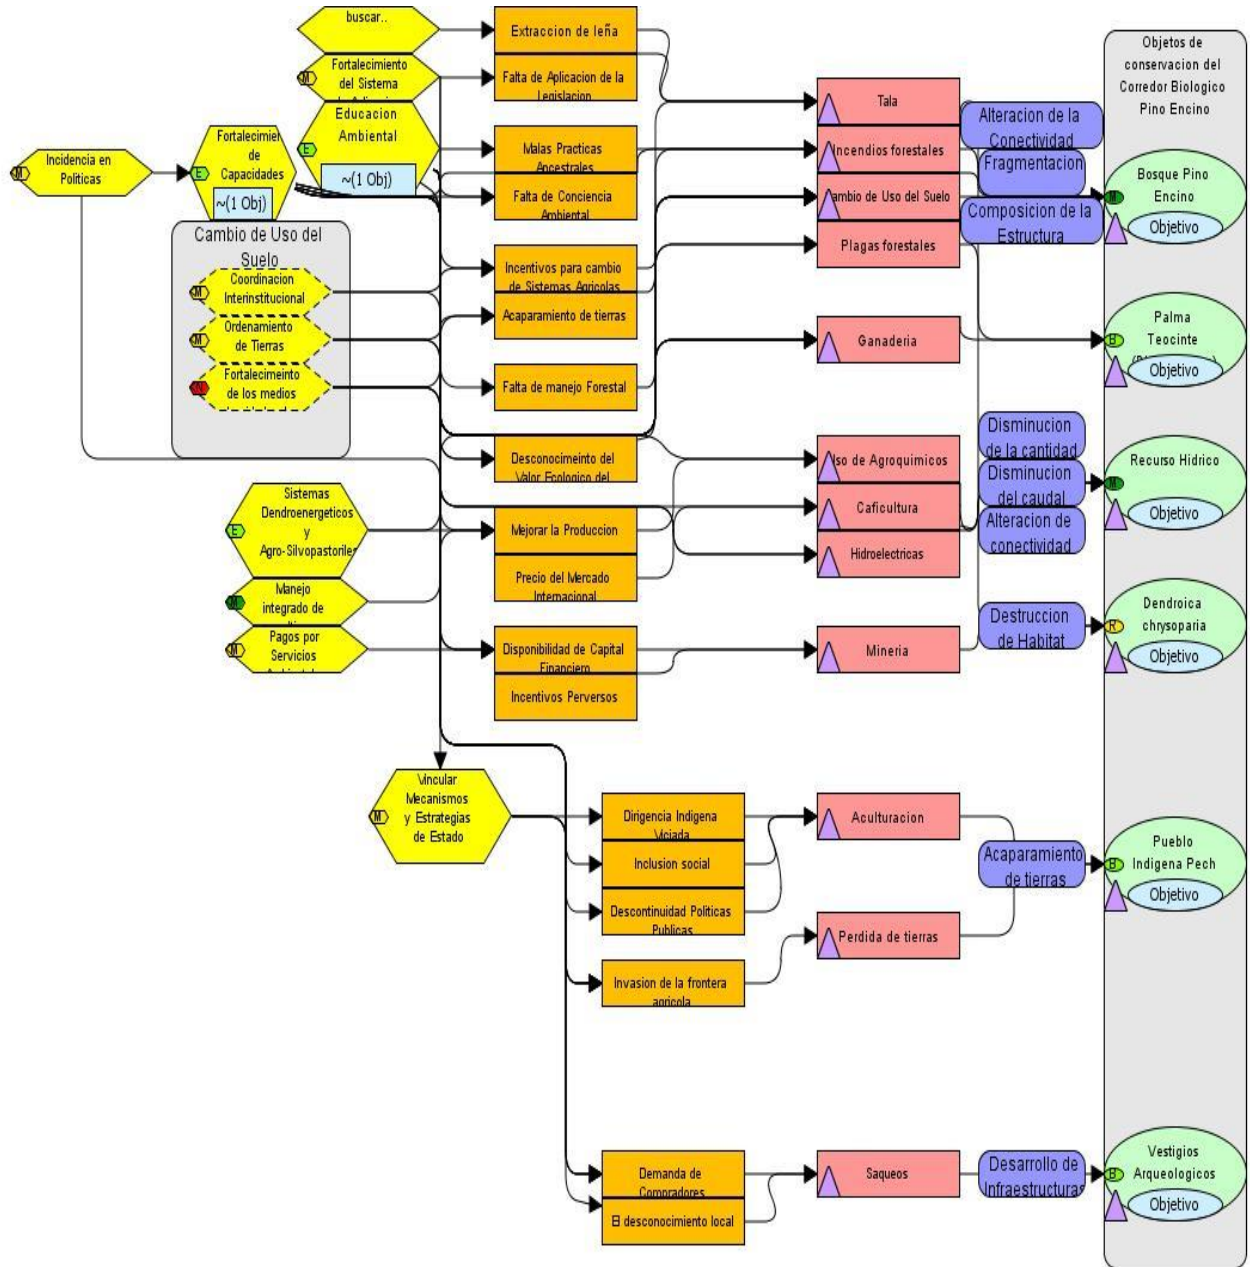 buscar..
Fortalecimiento
del Sistema
M
Educacion
Ambiental
E
~(1 Obj)
Incidencia en
Politicas
M
Fortalecimier
de
Capacidades
E
~(1 Obj)
Cambio de Uso del
Suelo
Coordinacion
Interinstitucional
M
Ordenamiento
de Tierras
M
Fortalecimeinto
de los medios
Sistemas
Dendroenergeticos
y
Agro-Silvopastoriles
E
Manejo
integrado de
M
Pagos por
Servicios
M
Vincular
Mecanismos
y Estrategias
de Estado
M
Extraccion de leña
Falta de Aplicacion de la
Legislacion
Malas Practicas
Ancestrales
Falta de Conciencia
Ambiental
Incentivos para cambio
de Sistemas Agricolas
Acaparamiento de tierras
Falta de manejo Forestal
Desconocimeinto del
Valor Ecologico del
Mejorar la Produccion
Precio del Mercado
Internacional
Disponibilidad de Capital
Financiero
Incentivos Perversos
Dirigencia Indigena
Viciada
Inclusion social
Descontinuidad Politicas
Publicas
Invasion de la frontera
agricola
Demanda de
Compradores
El desconocimiento local
Tala
Incendios forestales
Cambio de Uso del Suelo
Plagas forestales
Ganaderia
Uso de Agroquimicos
Caficultura
Hidroelectricas
Mineria
Aculturacion
Perdida de tierras
Saqueos
Alteracion de la
Conectividad
Fragmentacion
Composicion de la
Estructura
Disminucion
de la cantidad
Disminucion
del caudal
Alteracion de
conectividad
Destruccion
de Habitat
Acaparamiento
de tierras
Desarrollo de
Infraestructuras
Objetos de
conservacion del
Corredor Biologico
Pino Encino
Bosque Pino
Encino
M
Objetivo
Palma
Teocinte
B
Objetivo
Recurso Hidrico
M
Objetivo
Dendroica
chrysoparia
R
Objetivo
Pueblo
Indigena Pech
B
Objetivo
Vestigios
Arqueologicos
B
Objetivo